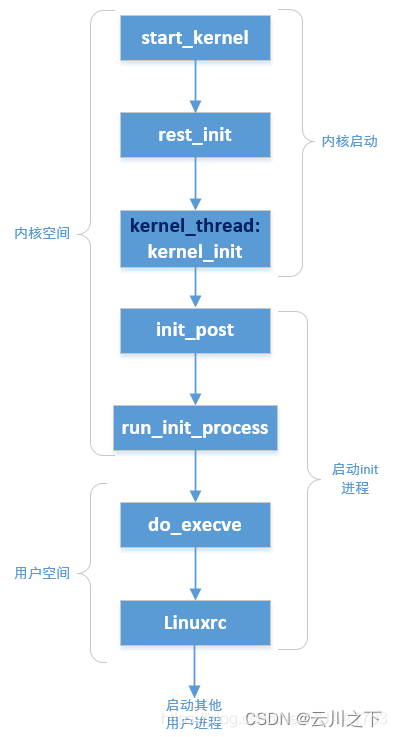 start_kernel
rest_init
内核启动
kernel_thread:
kernel_init
内核空间
init_post
run_init_process
启动init
进程
do_execve
用户空间
Linuxrc
启动其他
用户进程
CSDN @云川之下